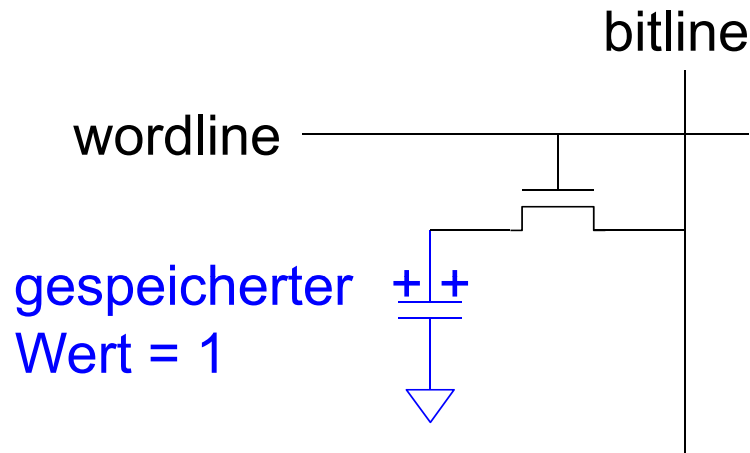 bitline
wordline
gespeicherter
Wert = 1
+ +